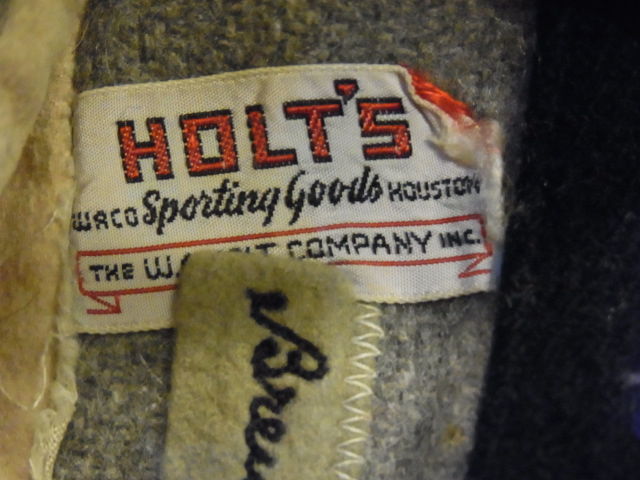 HOLT'S
WACO Sporting Goods HOUSTON
THE COMPANY INC.